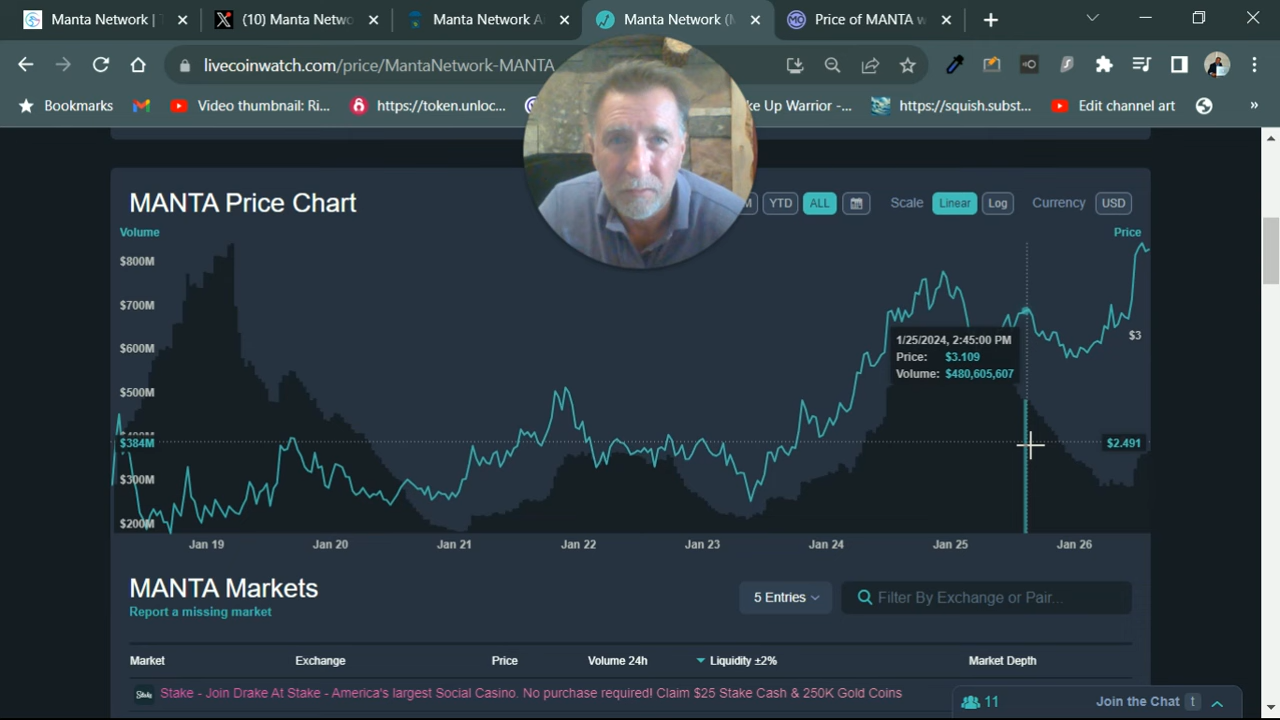 Manta Network | T
(10) Manta Netwo
Manta Network A
Manta Network (M
Price of MANTA w
livecoinwatch.com/price/MantaNetwork-MANTA
Bookmarks
Video thumbnail: Ri...
https://token.unloc...
ke Up Warrior -...
https://squish.subst...
Edit channel art
»
MANTA Price Chart
M
YTD
ALL
Scale
Linear
Log
Currency
USD
Volume
Price
$800M
$700M
$600M
$500M
$384M
$300M
$200M
$3
$2.491
1/25/2024, 2:45:00 PM
Price: $3.109
Volume: $480,605,607
Jan 19
Jan 20
Jan 21
Jan 22
Jan 23
Jan 24
Jan 25
Jan 26
MANTA Markets
Report a missing market
5 Entries
Filter By Exchange or Pair...
Market
Exchange
Price
Volume 24h
Liquidity ±2%
Market Depth
Stake
Stake - Join Drake At Stake - America's largest Social Casino. No purchase required! Claim $25 Stake Cash & 250K Gold Coins
11
Join the Chat
t